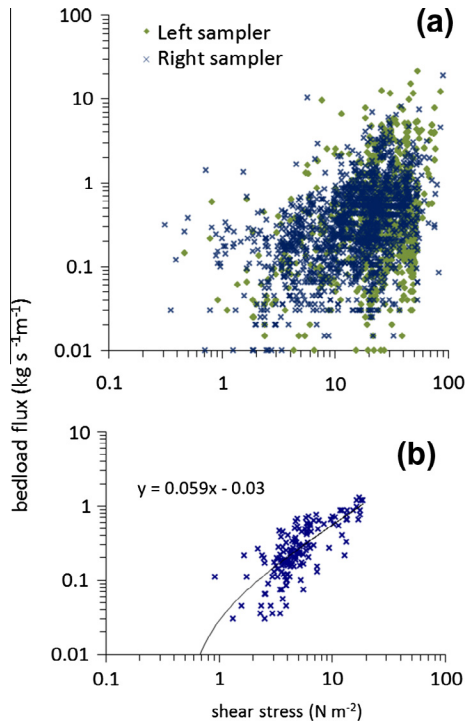 100
(a)
Left sampler
Right sampler
10
1
0.1
0.01
0.1 1 10 100
bedload flux (kg s⁻¹m⁻¹)
10
(b)
y = 0.059x - 0.03
1
0.1
0.01
0.1 1 10 100
shear stress (N m⁻²)